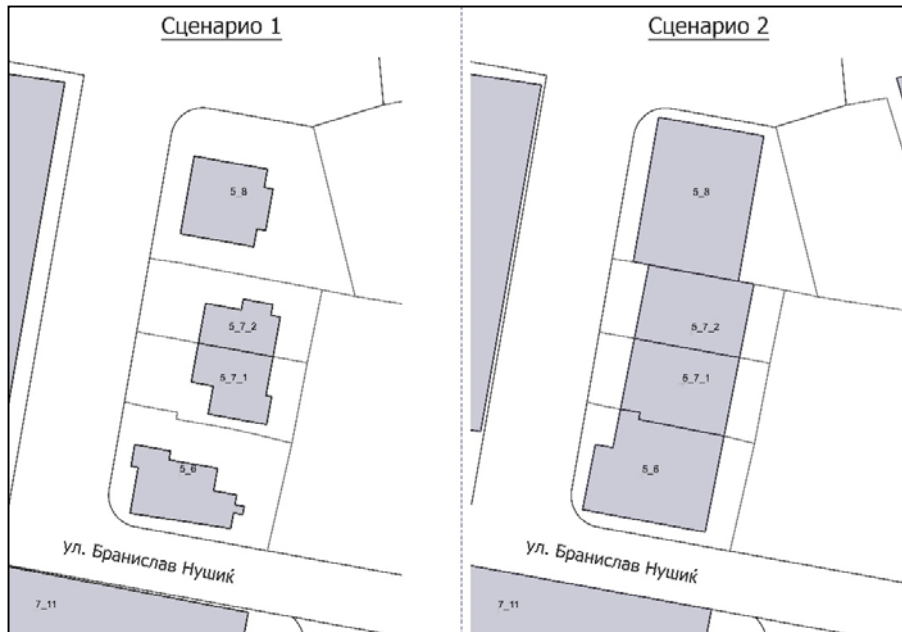 Сценарио 1
5_8
5_7_2
5_7_1
5_6
ул. Бранислав Нушиќ
7_11
Сценарио 2
5_8
5_7_2
5_7_1
5_6
ул. Бранислав Нушиќ
7_11